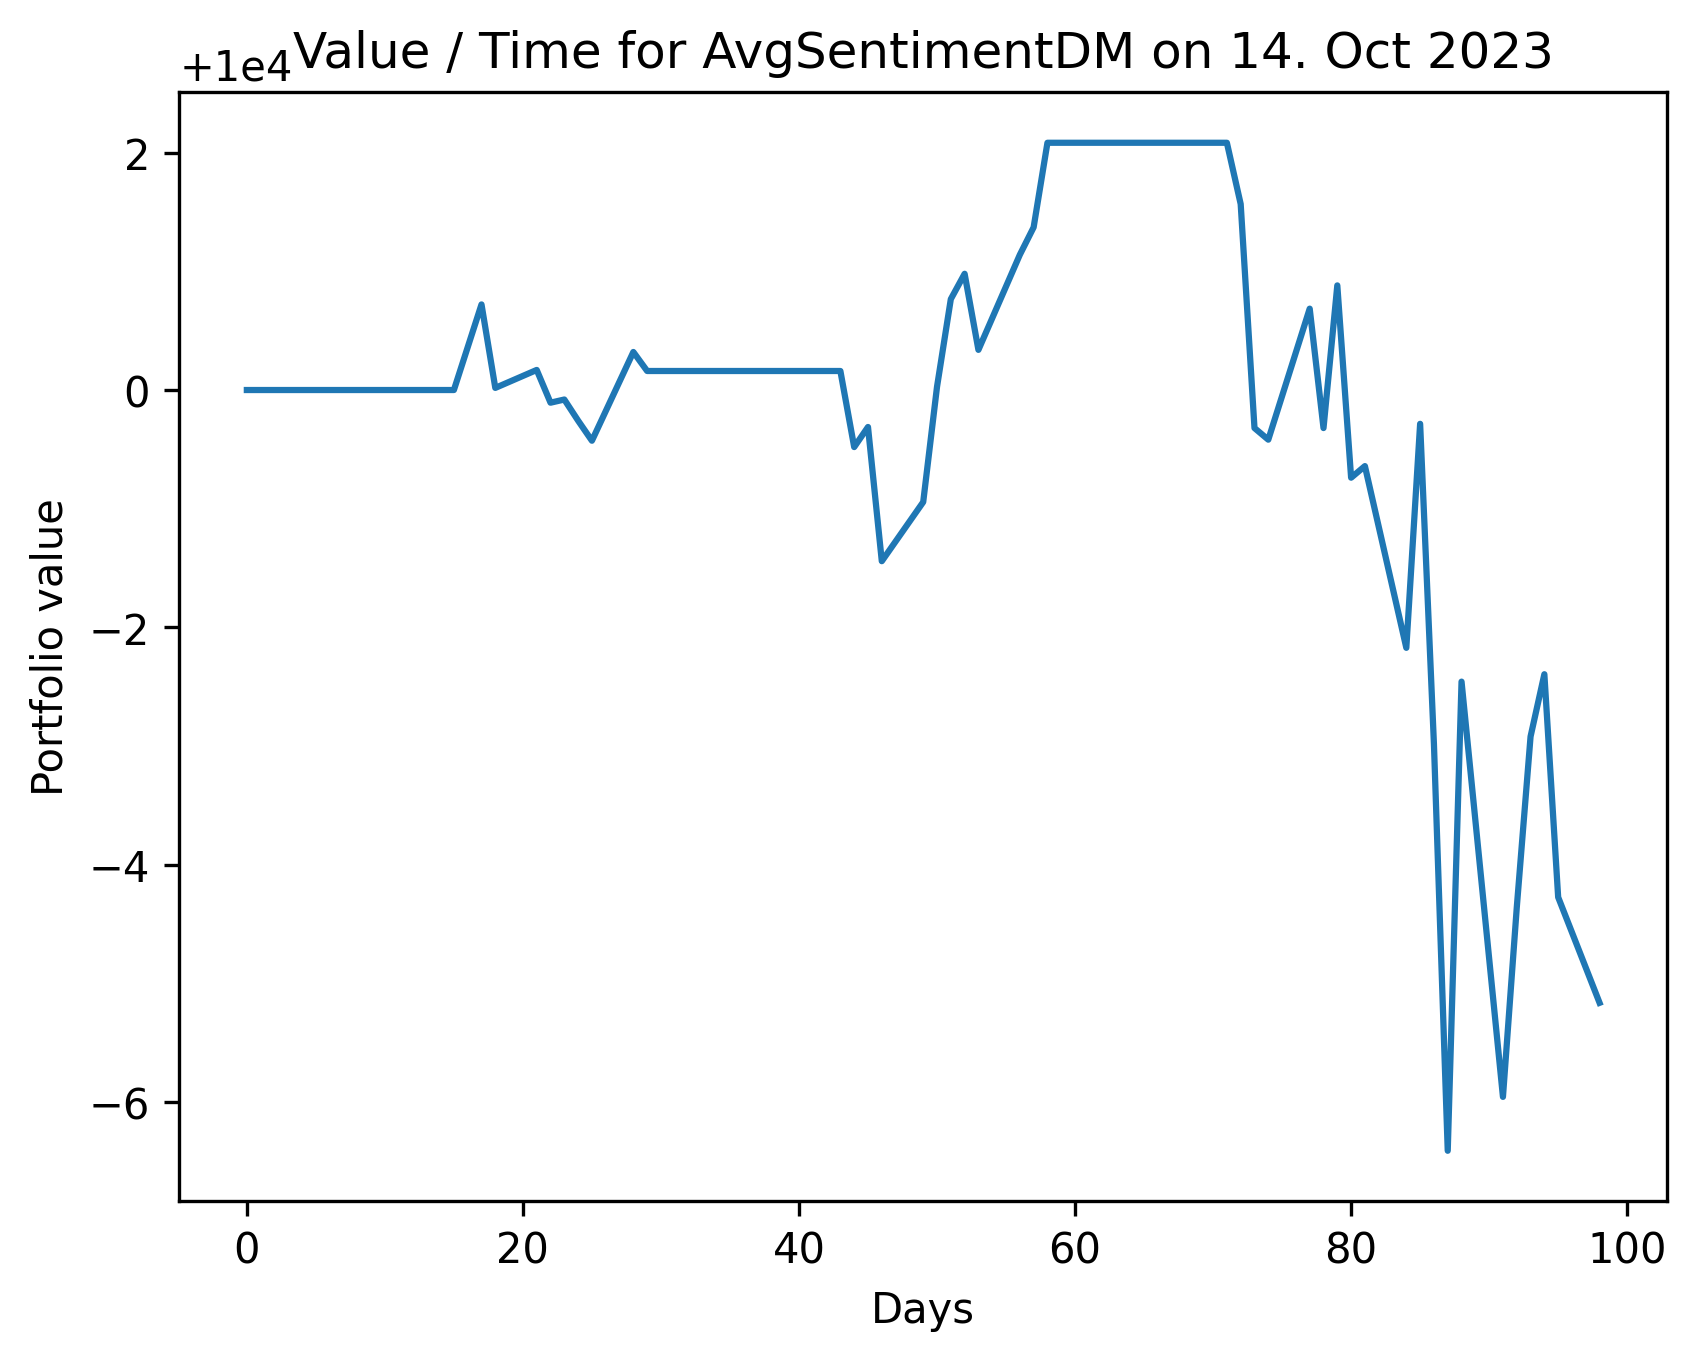 Value / Time for AvgSentimentDM on 14. Oct 2023
+1e4
2
0
−2
−4
−6
Portfolio value
0 20 40 60 80 100
Days